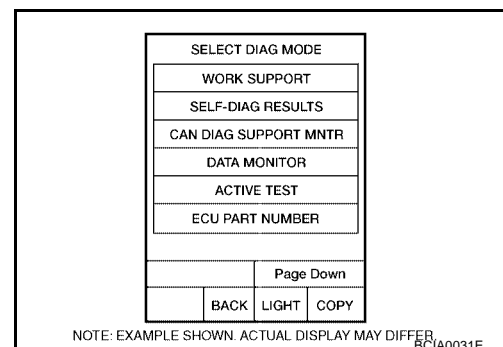 SELECT DIAG MODE
WORK SUPPORT
SELF-DIAG RESULTS
CAN DIAG SUPPORT MNTR
DATA MONITOR
ACTIVE TEST
ECU PART NUMBER
Page Down
BACK LIGHT COPY
NOTE: EXAMPLE SHOWN. ACTUAL DISPLAY MAY DIFFER.
BCIA0031E